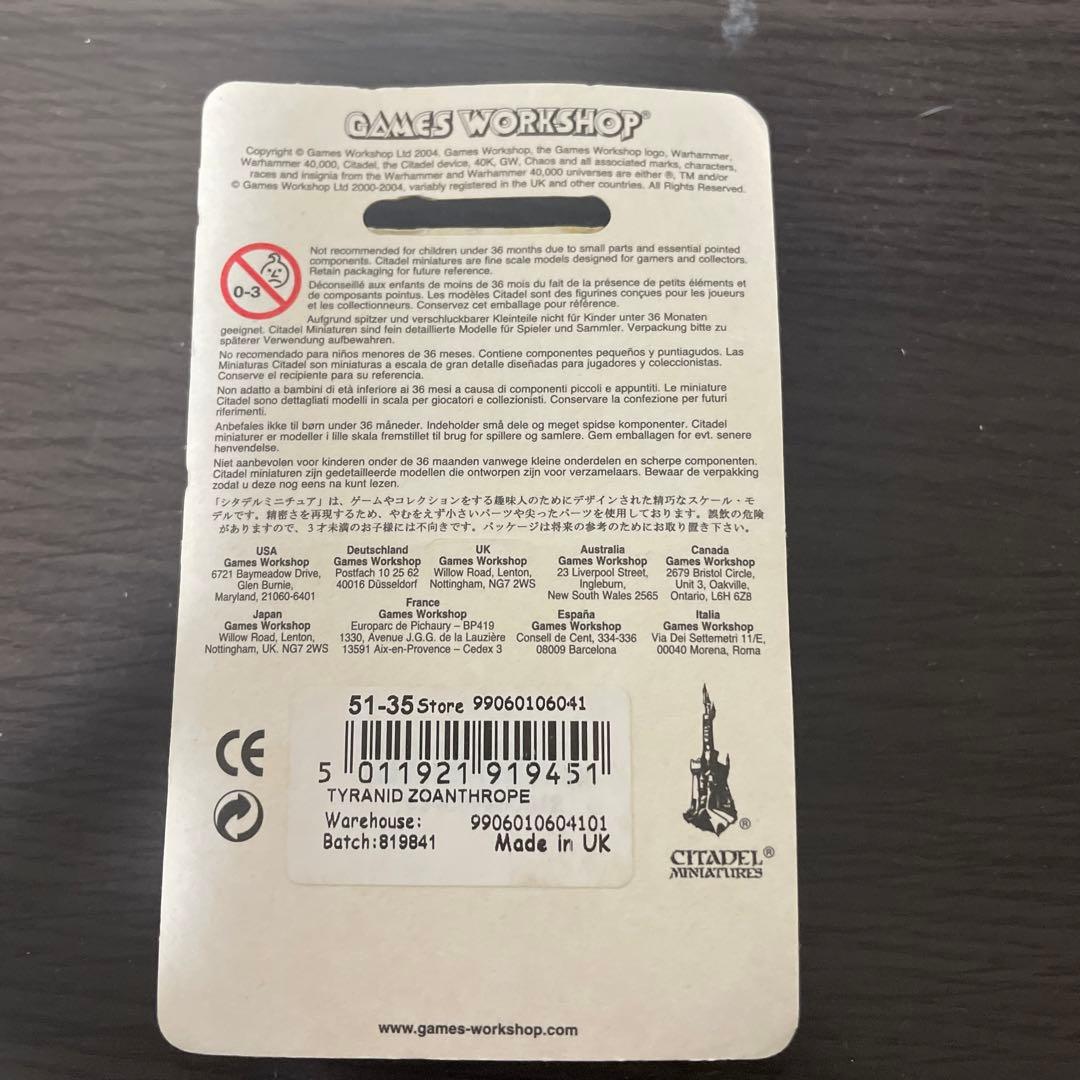 GAMES WORKSHOP®
Copyright © Games Workshop Ltd 2004. Games Workshop, the Games Workshop logo, Warhammer,
Warhammer 40,000, Citadel, the Citadel device, 40K, GW, Chaos and all associated marks, characters,
races and insignia from the Warhammer and Warhammer 40,000 universes are either ®, TM and/or
© Games Workshop Ltd 2000-2004, variably registered in the UK and other countries. All Rights Reserved.
0-3
Not recommended for children under 36 months due to small parts and essential pointed
components. Citadel miniatures are fine scale models designed for gamers and collectors.
Retain packaging for future reference.
Déconseillé aux enfants de moins de 36 mois du fait de la présence de petits éléments et
de composants pointus. Les modèles Citadel sont des figurines conçues pour les joueurs
et les collectionneurs. Conservez cet emballage pour référence.
Aufgrund spitzer und verschluckbarer Kleinteile nicht für Kinder unter 36 Monaten
geeignet. Citadel Miniaturen sind fein detaillierte Modelle für Spieler und Sammler. Verpackung bitte zu
späterer Verwendung aufbewahren.
No recomendado para niños menores de 36 meses. Contiene componentes pequeños y puntiagudos. Las
Miniaturas Citadel son miniaturas a escala de gran detalle diseñadas para jugadores y coleccionistas.
Conserve el recipiente para su referencia.
Non adatto a bambini di età inferiore ai 36 mesi a causa di componenti piccoli e appuntiti. Le miniature
Citadel sono dettagliati modelli in scala per giocatori e collezionisti. Conservare la confezione per futuri
riferimenti.
Anbefales ikke til børn under 36 måneder. Indeholder små dele og meget spidse komponenter. Citadel
miniaturer er modeller i lille skala fremstillet til brug for spillere og samlere. Gem emballagen for evt. senere
henvendelse.
Niet aanbevolen voor kinderen onder de 36 maanden vanwege kleine onderdelen en scherpe componenten.
Citadel miniaturen zijn gedetailleerde modellen die ontworpen zijn voor verzamelaars. Bewaar de verpakking
zodat u deze nog eens na kunt lezen.
「シタデルミニチュア」は、ゲームやコレクションをする趣味人のためにデザインされた精巧なスケール・モ
デルです。精密さを再現するため、やむをえず小さいパーツや尖ったパーツを使用しております。誤飲の危険
がありますので、３才未満のお子様には不向きです。パッケージは将来の参考のためにお取り置き下さい。
USA
Games Workshop
6721 Baymeadow Drive,
Glen Burnie,
Maryland, 21060-6401
Deutschland
Games Workshop
Postfach 10 25 62
40016 Düsseldorf
UK
Games Workshop
Willow Road, Lenton,
Nottingham, NG7 2WS
Australia
Games Workshop
23 Liverpool Street,
Ingleburn,
New South Wales 2565
Canada
Games Workshop
2679 Bristol Circle,
Unit 3, Oakville,
Ontario, L6H 6Z8
Japan
Games Workshop
Willow Road, Lenton,
Nottingham, UK. NG7 2WS
France
Games Workshop
Europarc de Pichaury – BP419
1330, Avenue J.G.G. de la Lauzière
13591 Aix-en-Provence – Cedex 3
España
Games Workshop
Consell de Cent, 334-336
08009 Barcelona
Italia
Games Workshop
Via Dei Settemetri 11/E,
00040 Morena, Roma
51-35 Store 99060106041
5 011921 919451
TYRANID ZOANTHROPE
Warehouse: 9906010604101
Batch:819841 Made in UK
CE
®
CITADEL®
MINIATURES
www.games-workshop.com